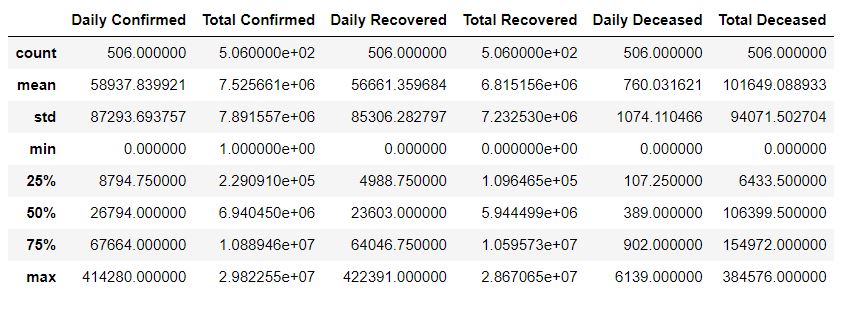 Daily Confirmed Total Confirmed Daily Recovered Total Recovered Daily Deceased Total Deceased
count 506.000000 5.060000e+02 506.000000 5.060000e+02 506.000000 506.000000
mean 58937.839921 7.525661e+06 56661.359684 6.815156e+06 760.031621 101649.088933
std 87293.693757 7.891557e+06 85306.282797 7.232530e+06 1074.110466 94071.502704
min 0.000000 1.000000e+00 0.000000 0.000000e+00 0.000000 0.000000
25% 8794.750000 2.290910e+05 4988.750000 1.096465e+05 107.250000 6433.500000
50% 26794.000000 6.940450e+06 23603.000000 5.944499e+06 389.000000 106399.500000
75% 67664.000000 1.088946e+07 64046.750000 1.059573e+07 902.000000 154972.000000
max 414280.000000 2.982255e+07 422391.000000 2.867065e+07 6139.000000 384576.000000